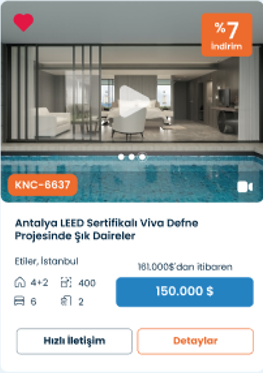 %7
indirim
KNC-6637
Antalya LEED Sertifikalı Viva Defne
Projesinde Şık Daireler
Etiler, İstanbul
161.000$'dan itibaren
4+2
400
150.000 $
6
2
Hızlı İletişim
Detaylar